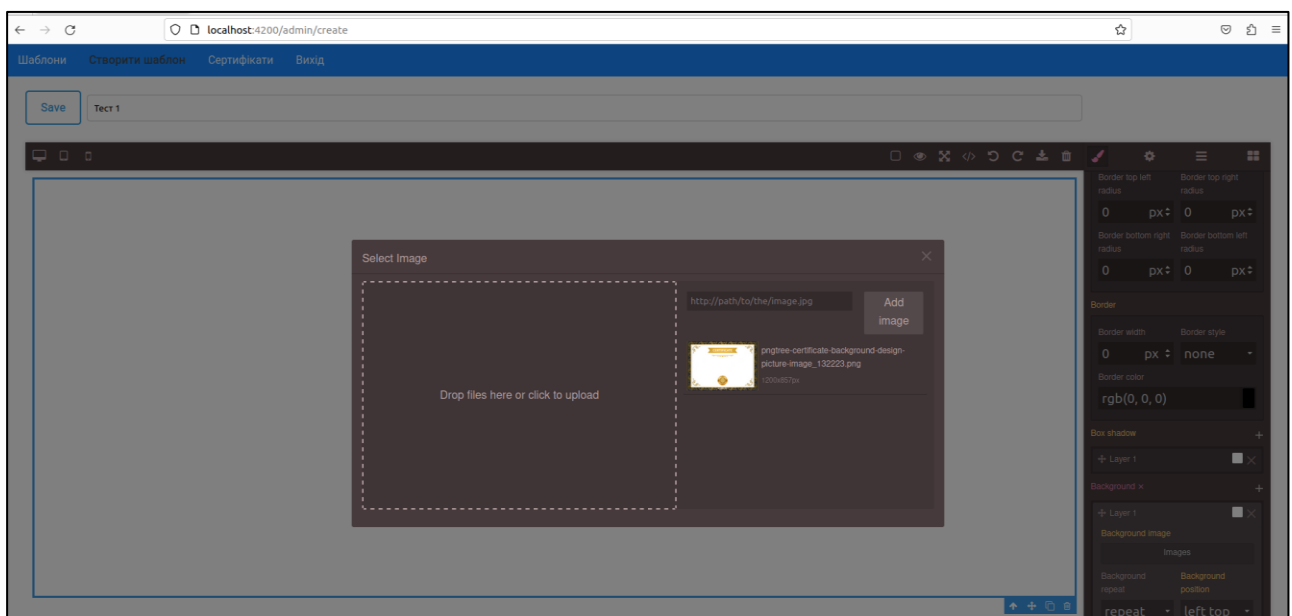 localhost:4200/admin/create
Шаблони Створити шаблон Сертифікати Вихід
Save Тест 1
Select Image
http://path/to/the/image.jpg Add
image
pngtree-certificate-background-design-
picture-image_132223.png
1200x857px
Drop files here or click to upload
Border top left Border top right
radius radius
0 px 0 px
Border bottom right Border bottom left
radius radius
0 px 0 px
Border
Border width Border style
0 px none
Border color
rgb(0, 0, 0)
Box shadow
Layer 1
Background
Layer 1
Background image
Images
Background Background
repeat position
repeat left top